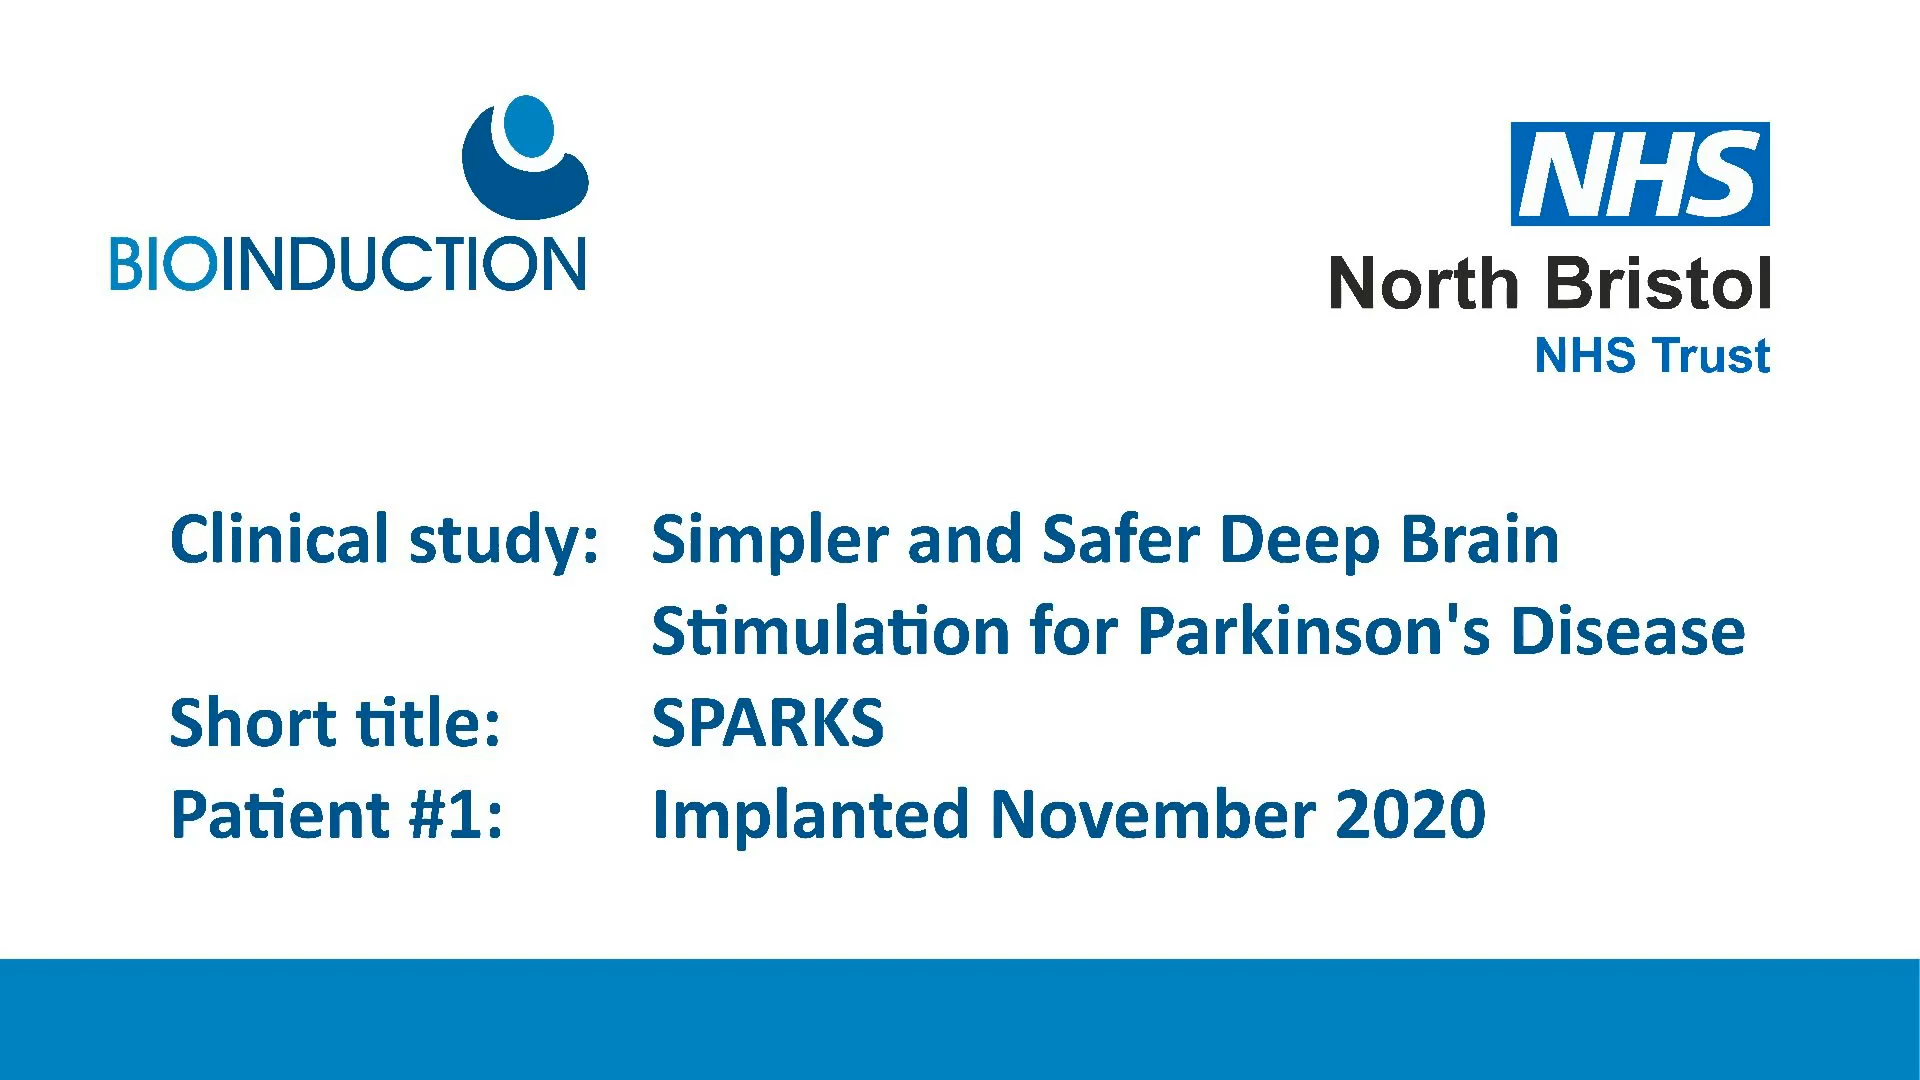 BIOINDUCTION
NHS
North Bristol
NHS Trust
Clinical study: Simpler and Safer Deep Brain
Stimulation for Parkinson's Disease
Short title: SPARKS
Patient #1: Implanted November 2020